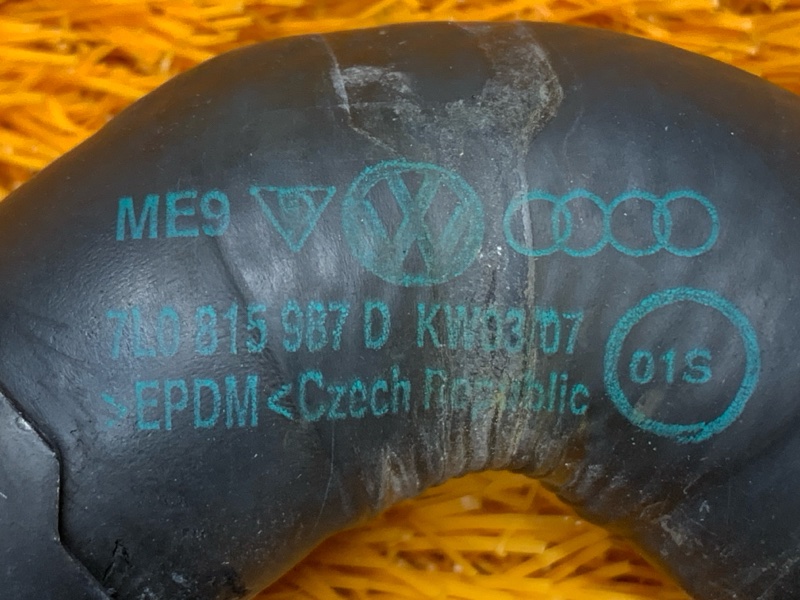 ME9
7L0 815 987 D KW03/07
01S
>EPDM<Czech Republic